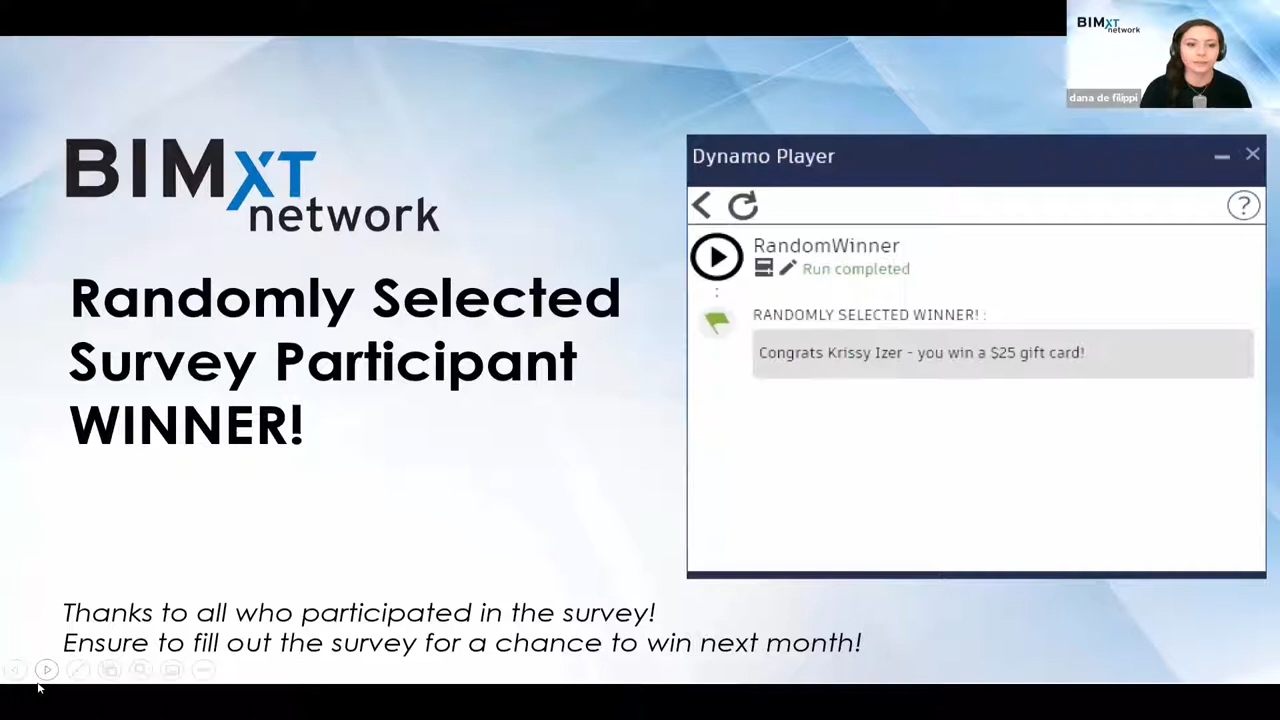 BIMXT
network
dana de filippi
BIMXT
network
Randomly Selected
Survey Participant
WINNER!
Dynamo Player
?
RandomWinner
Run completed
:
RANDOMLY SELECTED WINNER! :
Congrats Krissy Izer - you win a $25 gift card!
Thanks to all who participated in the survey!
Ensure to fill out the survey for a chance to win next month!